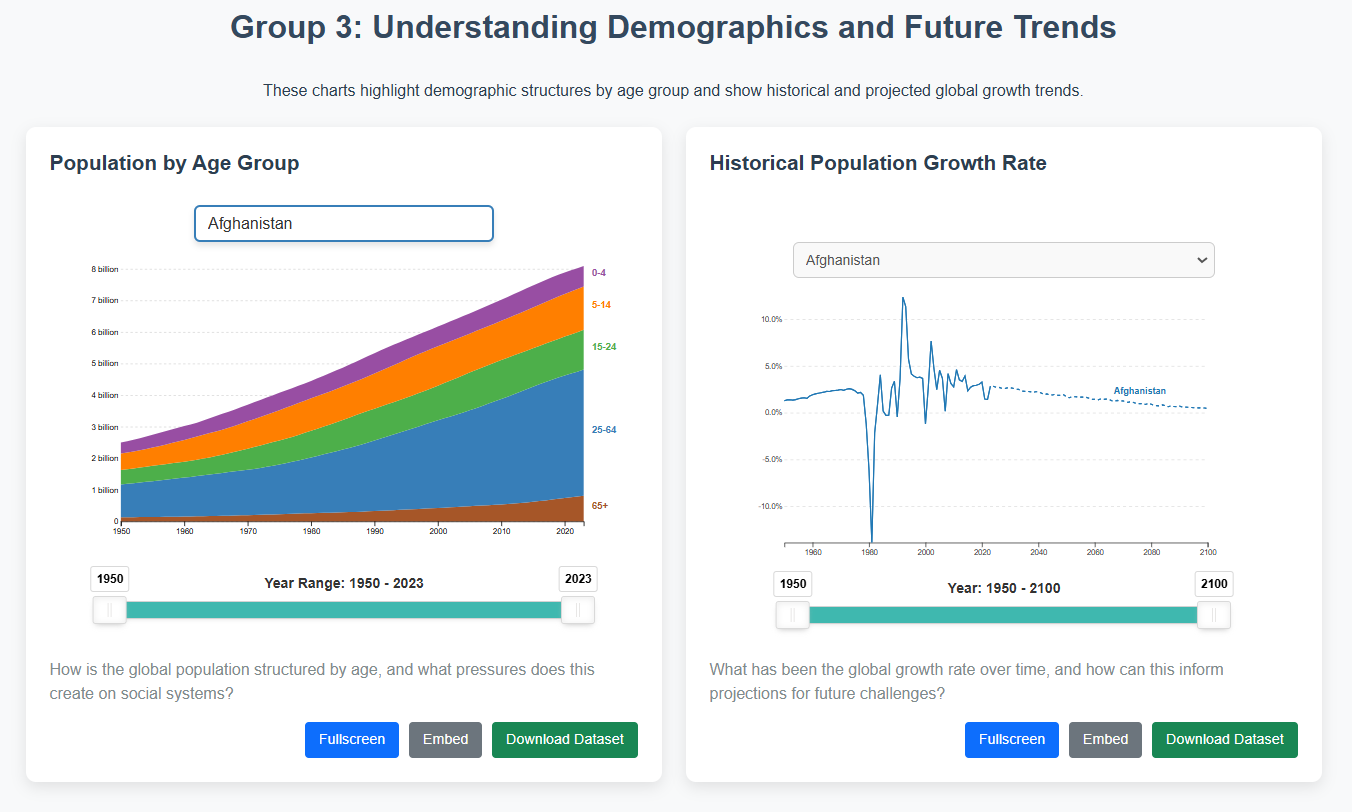 Group 3: Understanding Demographics and Future Trends
These charts highlight demographic structures by age group and show historical and projected global growth trends.
Population by Age Group
Afghanistan
8 billion
7 billion
6 billion
5 billion
4 billion
3 billion
2 billion
1 billion
0
0-4
5-14
15-24
25-64
65+
1950
1960
1970
1980
1990
2000
2010
2020
1950
Year Range: 1950 - 2023
2023
How is the global population structured by age, and what pressures does this
create on social systems?
Fullscreen
Embed
Download Dataset
Historical Population Growth Rate
Afghanistan
10.0%
5.0%
0.0%
-5.0%
-10.0%
Afghanistan
1960
1980
2000
2020
2040
2060
2080
2100
1950
Year: 1950 - 2100
2100
What has been the global growth rate over time, and how can this inform
projections for future challenges?
Fullscreen
Embed
Download Dataset